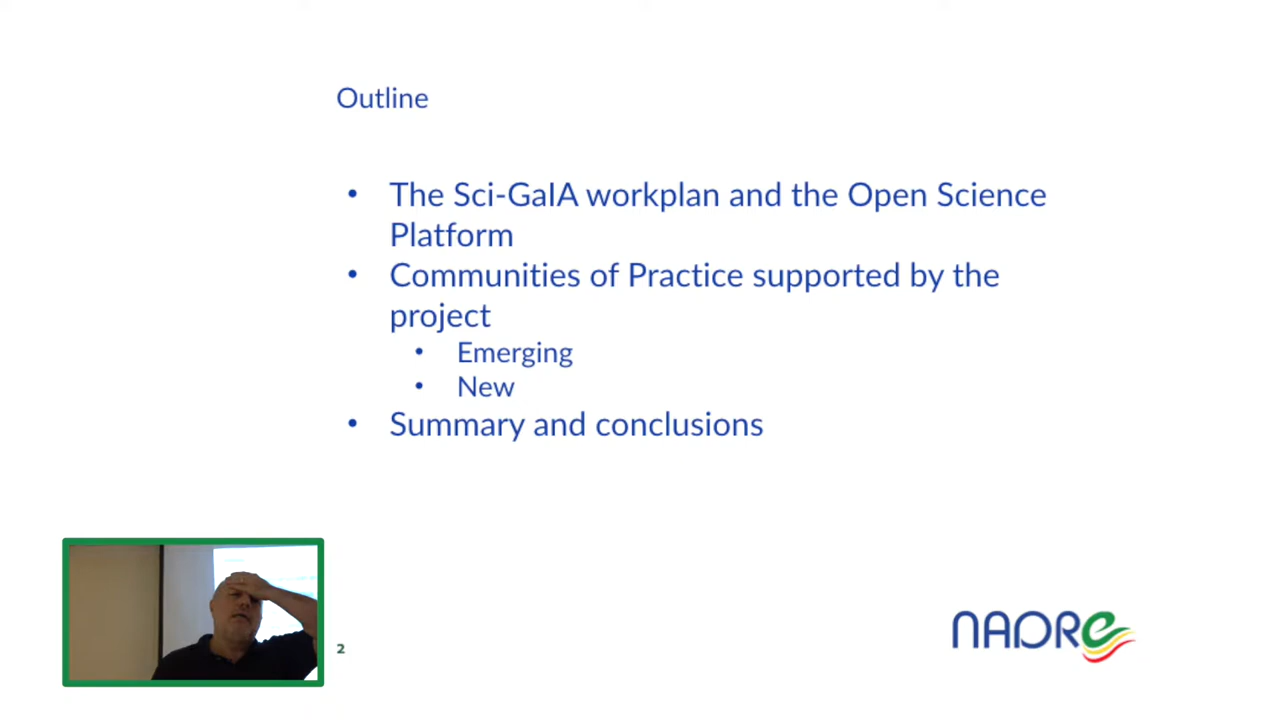 Outline
• The Sci-GaIA workplan and the Open Science
Platform
• Communities of Practice supported by the
project
• Emerging
• New
• Summary and conclusions
2
NADRe